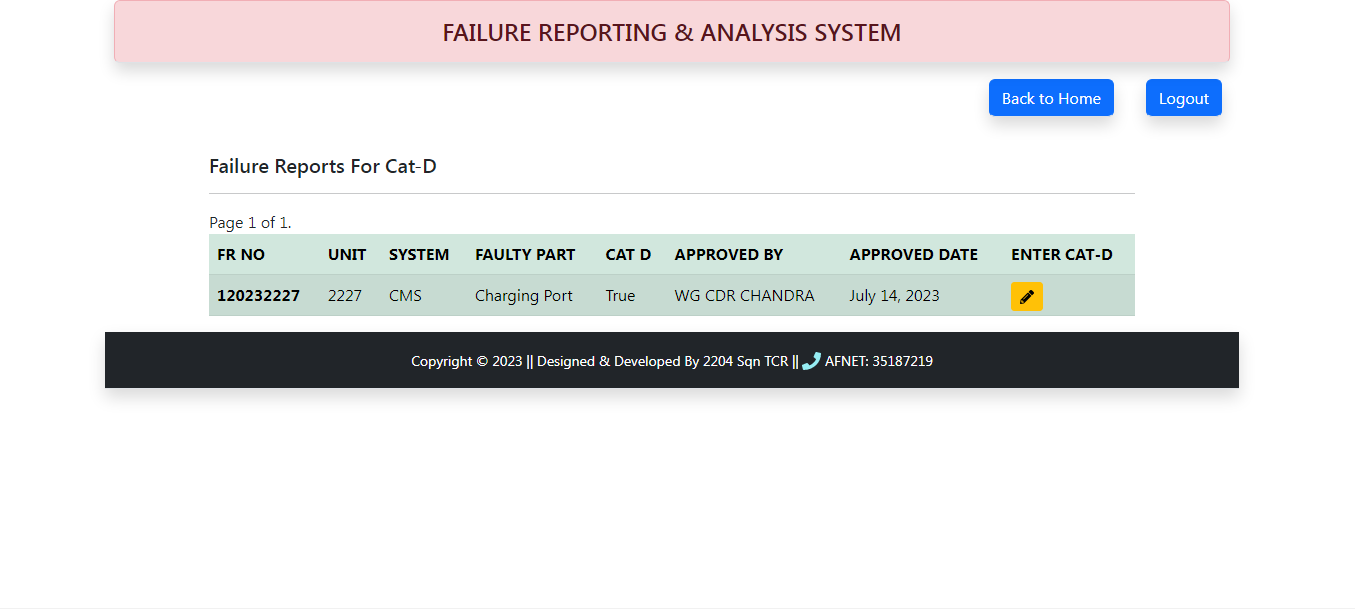 FAILURE REPORTING & ANALYSIS SYSTEM
Back to Home Logout
Failure Reports For Cat-D
Page 1 of 1.
FR NO UNIT SYSTEM FAULTY PART CAT D APPROVED BY APPROVED DATE ENTER CAT-D
120232227 2227 CMS Charging Port True WG CDR CHANDRA July 14, 2023
Copyright © 2023 || Designed & Developed By 2204 Sqn TCR || AFNET: 35187219